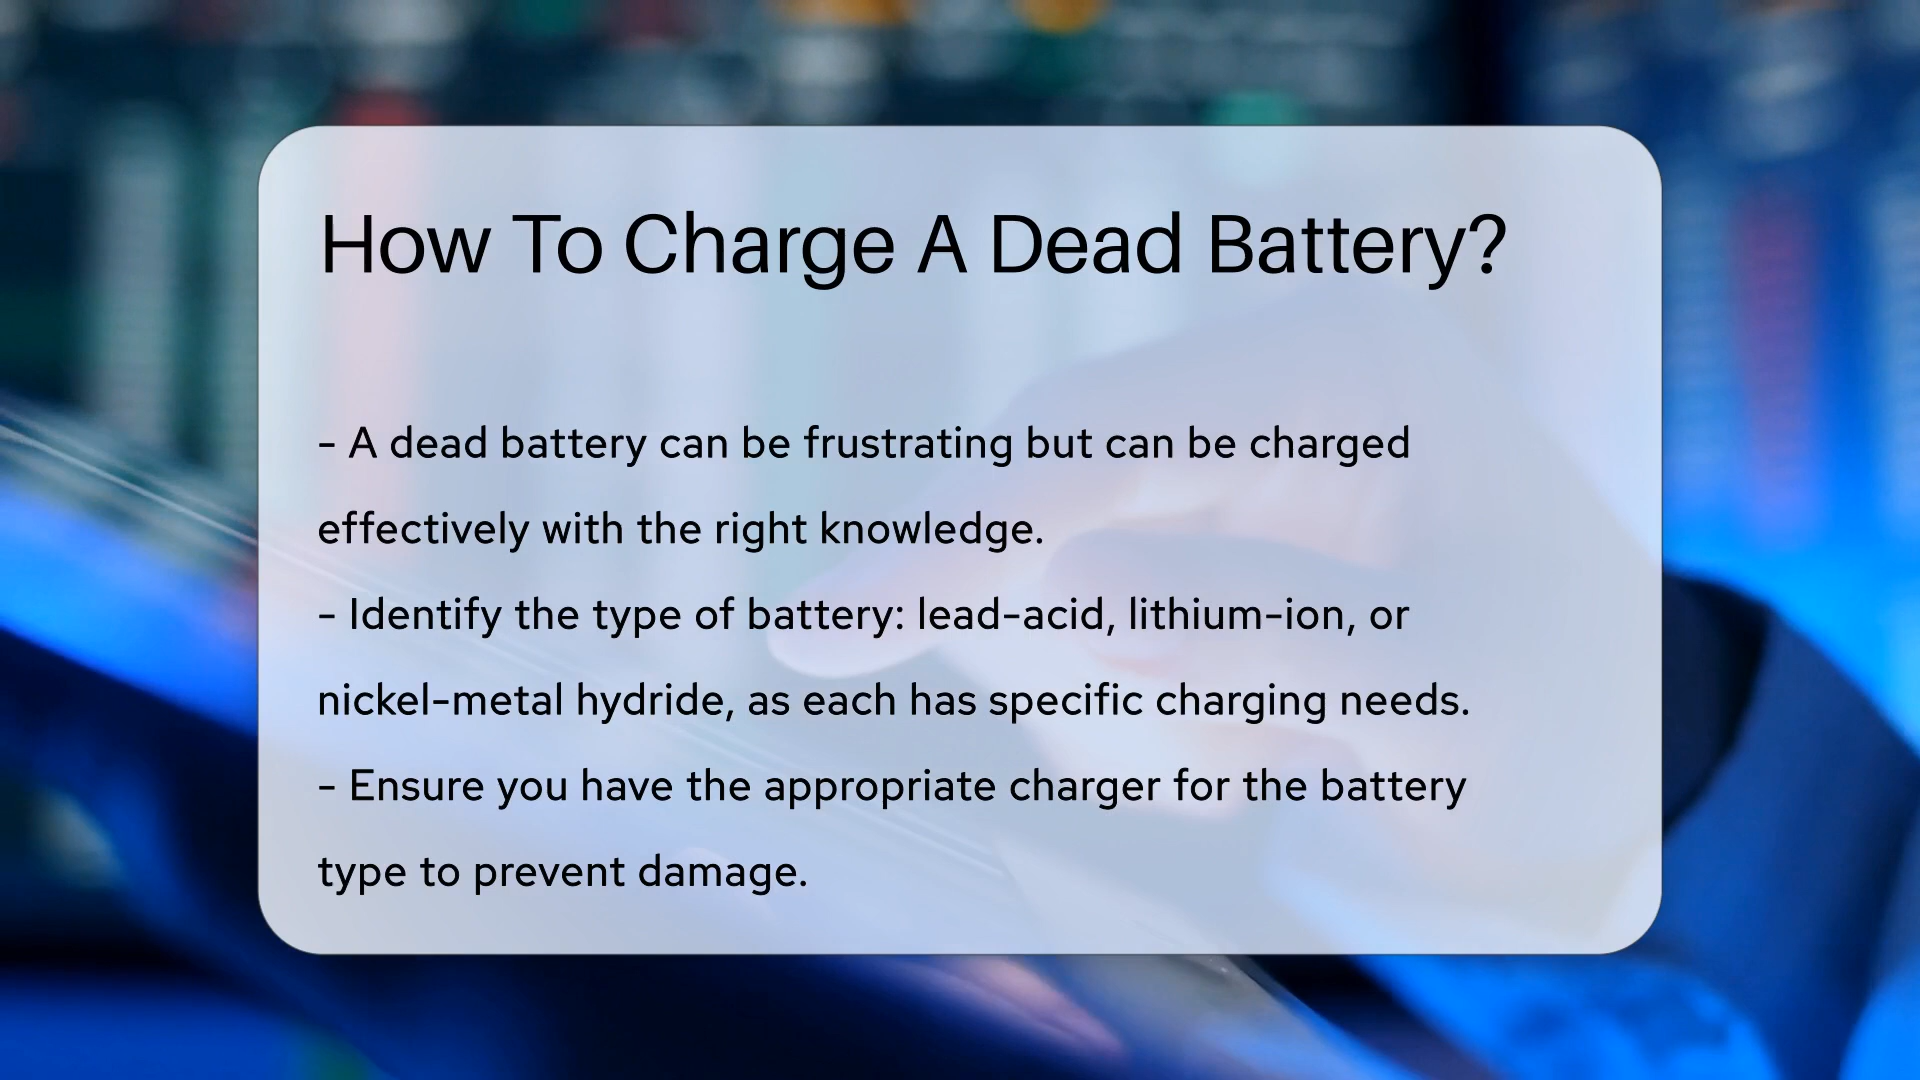 How To Charge A Dead Battery?
- A dead battery can be frustrating but can be charged
effectively with the right knowledge.
- Identify the type of battery: lead-acid, lithium-ion, or
nickel-metal hydride, as each has specific charging needs.
- Ensure you have the appropriate charger for the battery
type to prevent damage.